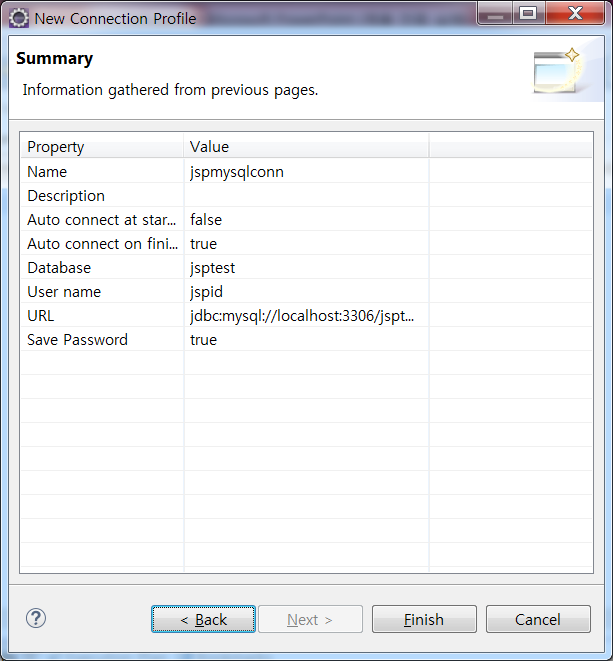 New Connection Profile
Summary
Information gathered from previous pages.
Property Value
Name jspmysqlconn
Description
Auto connect at star... false
Auto connect on fini... true
Database jsptest
User name jspid
URL jdbc:mysql://localhost:3306/jspt...
Save Password true
?
< Back Next > Finish Cancel